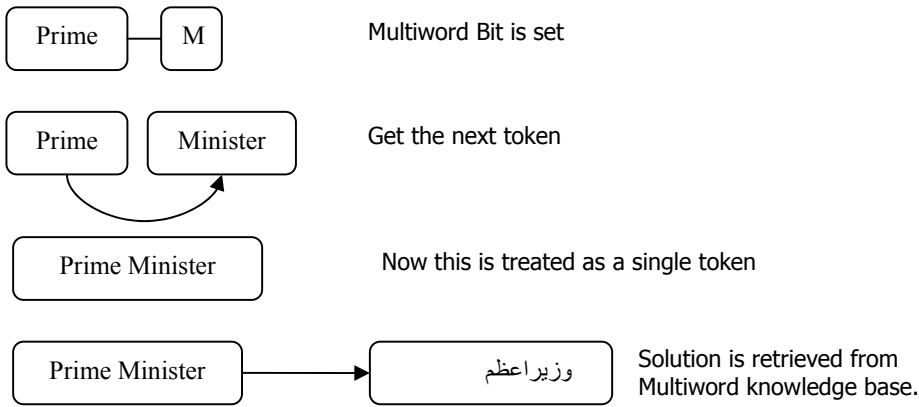 Prime M Multiword Bit is set
Prime Minister Get the next token
Prime Minister Now this is treated as a single token
Prime Minister وزیراعظم Solution is retrieved from
Multiword knowledge base.